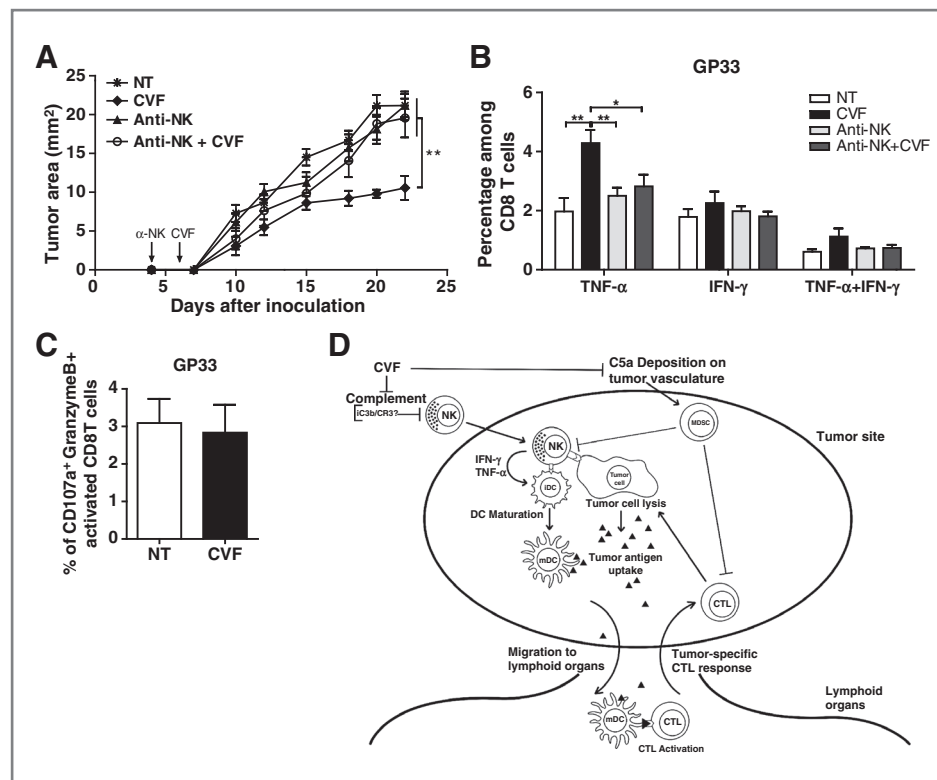 A
25
20
15
10
5
0
Tumor area (mm²)
NT
CVF
Anti-NK
Anti-NK + CVF
**
α-NK CVF
0 5 10 15 20 25
Days after inoculation
B
GP33
6
4
2
0
Percentage among
CD8 T cells
** **
*
NT
CVF
Anti-NK
Anti-NK+CVF
TNF-α IFN-γ TNF-α+IFN-γ
C
GP33
4
3
2
1
0
% of CD107a⁺ GranzymeB+
activated CD8T cells
NT CVF
D
CVF
C5a Deposition on
tumor vasculature
Complement
iC3b/CR3?
NK
MDSC
Tumor site
NK
IFN-γ
TNF-α
iDC
Tumor
cell
Tumor cell lysis
DC Maturation
mDC
Tumor antigen
uptake
CTL
Migration to
lymphoid organs
Tumor-specific
CTL response
Lymphoid
organs
mDC
CTL
CTL Activation